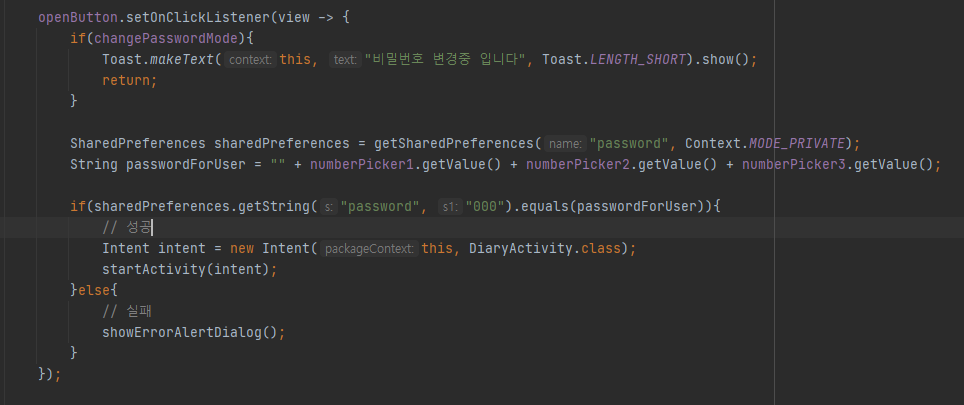 openButton.setOnClickListener(view -> {
if(changePasswordMode){
Toast.makeText( context: this, text: "비밀번호 변경중 입니다", Toast.LENGTH_SHORT).show();
return;
}
SharedPreferences sharedPreferences = getSharedPreferences( name: "password", Context.MODE_PRIVATE);
String passwordForUser = "" + numberPicker1.getValue() + numberPicker2.getValue() + numberPicker3.getValue();
if(sharedPreferences.getString( s: "password", s1: "000").equals(passwordForUser)){
// 성공
Intent intent = new Intent( packageContext: this, DiaryActivity.class);
startActivity(intent);
}else{
// 실패
showErrorAlertDialog();
}
});